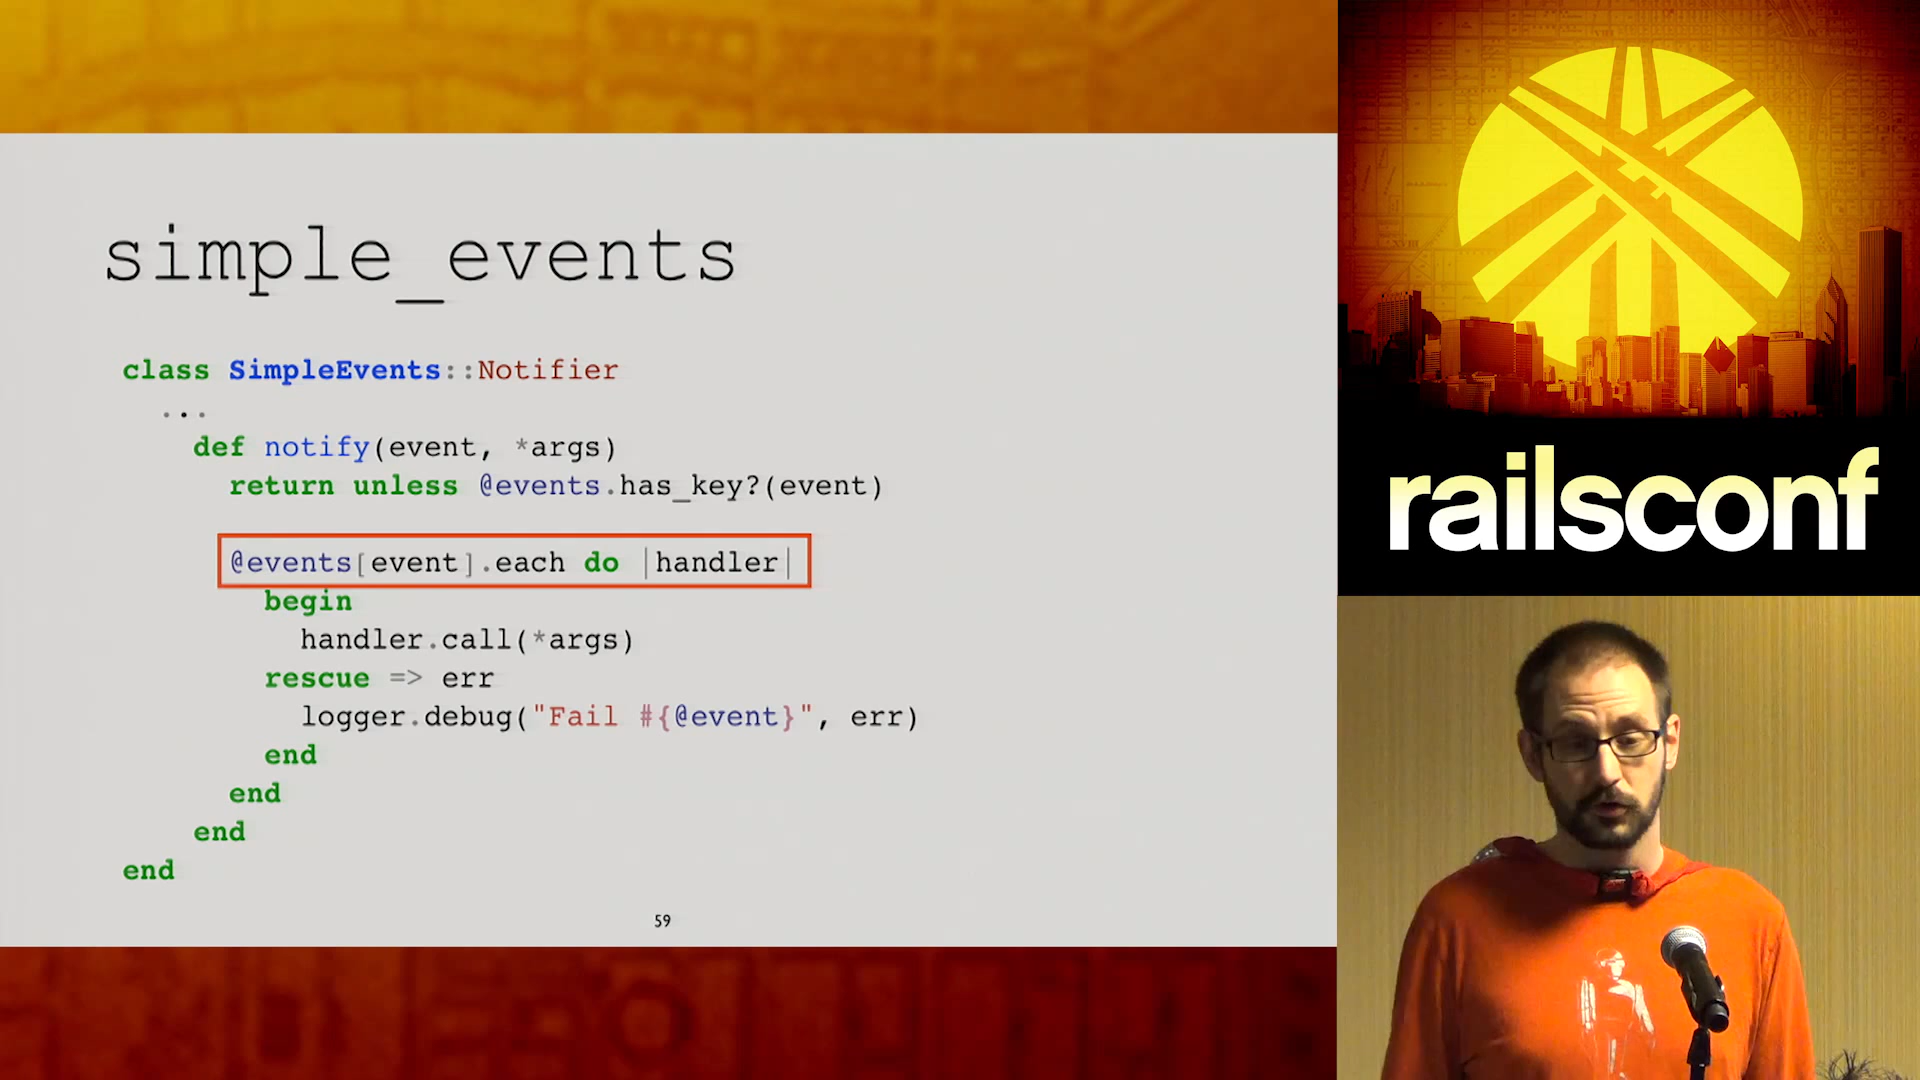 simple_events
class SimpleEvents::Notifier
...
def notify(event, *args)
return unless @events.has_key?(event)
@events[event].each do |handler|
begin
handler.call(*args)
rescue => err
logger.debug("Fail #{@event}", err)
end
end
end
end
59
railsconf